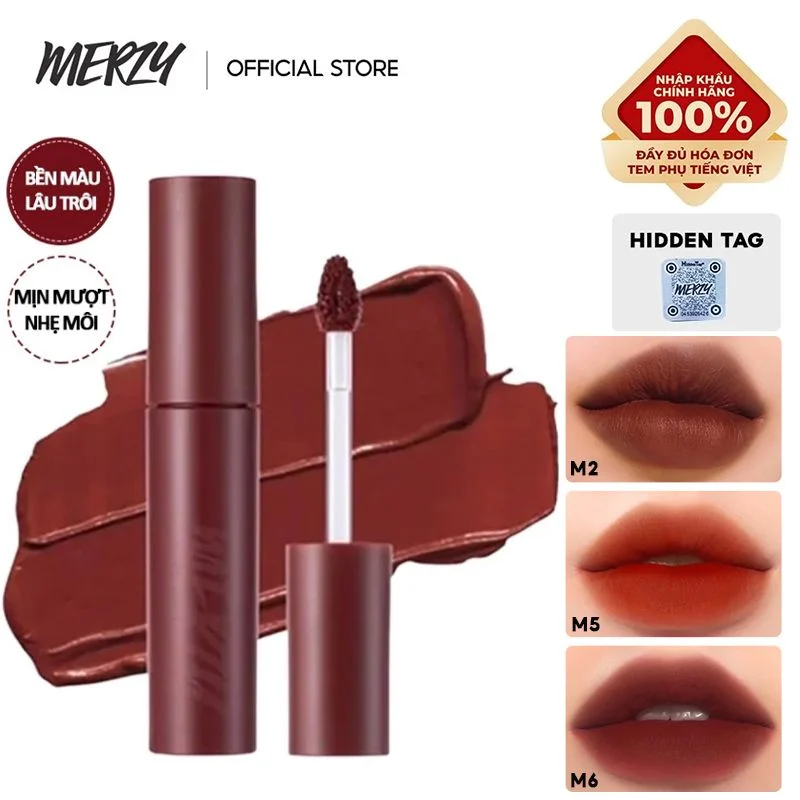 MERZY
OFFICIAL STORE
NHẬP KHẨU
CHÍNH HÃNG
100%
ĐẦY ĐỦ HÓA ĐƠN
TEM PHỤ TIẾNG VIỆT
BỀN MÀU
LÂU TRÔI
MỊN MƯỢT
NHẸ MÔI
HIDDEN TAG
MERZY
M2
M5
M6